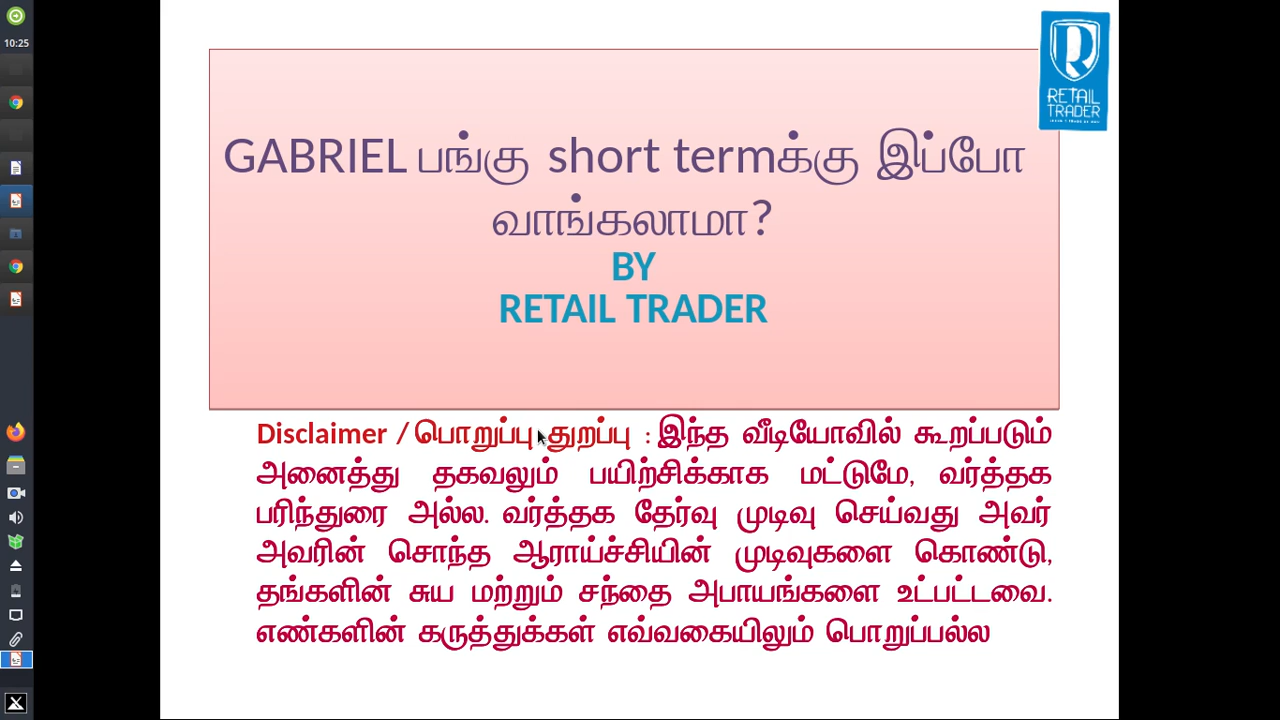 10:25
RETAIL
TRADER
GABRIEL பங்கு short termக்கு இப்போ
வாங்கலாமா?
BY
RETAIL TRADER
Disclaimer / பொறுப்பு துறப்பு : இந்த வீடியோவில் கூறப்படும்
அனைத்து தகவலும் பயிற்சிக்காக மட்டுமே, வர்த்தக
பரிந்துரை அல்ல. வர்த்தக தேர்வு முடிவு செய்வது அவர்
அவரின் சொந்த ஆராய்ச்சியின் முடிவுகளை கொண்டு,
தங்களின் சுய மற்றும் சந்தை அபாயங்களை உட்பட்டவை.
எண்களின் கருத்துக்கள் எவ்வகையிலும் பொறுப்பல்ல